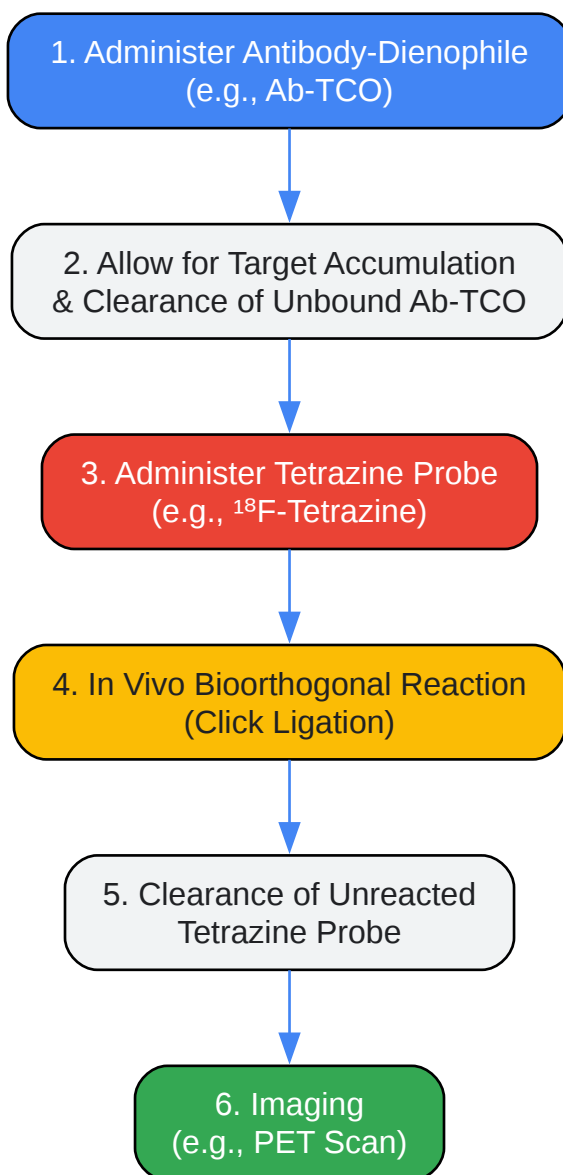 1. Administer Antibody-Dienophile
(e.g., Ab-TCO)
2. Allow for Target Accumulation
& Clearance of Unbound Ab-TCO
3. Administer Tetrazine Probe
(e.g., ¹⁸F-Tetrazine)
4. In Vivo Bioorthogonal Reaction
(Click Ligation)
5. Clearance of Unreacted
Tetrazine Probe
6. Imaging
(e.g., PET Scan)